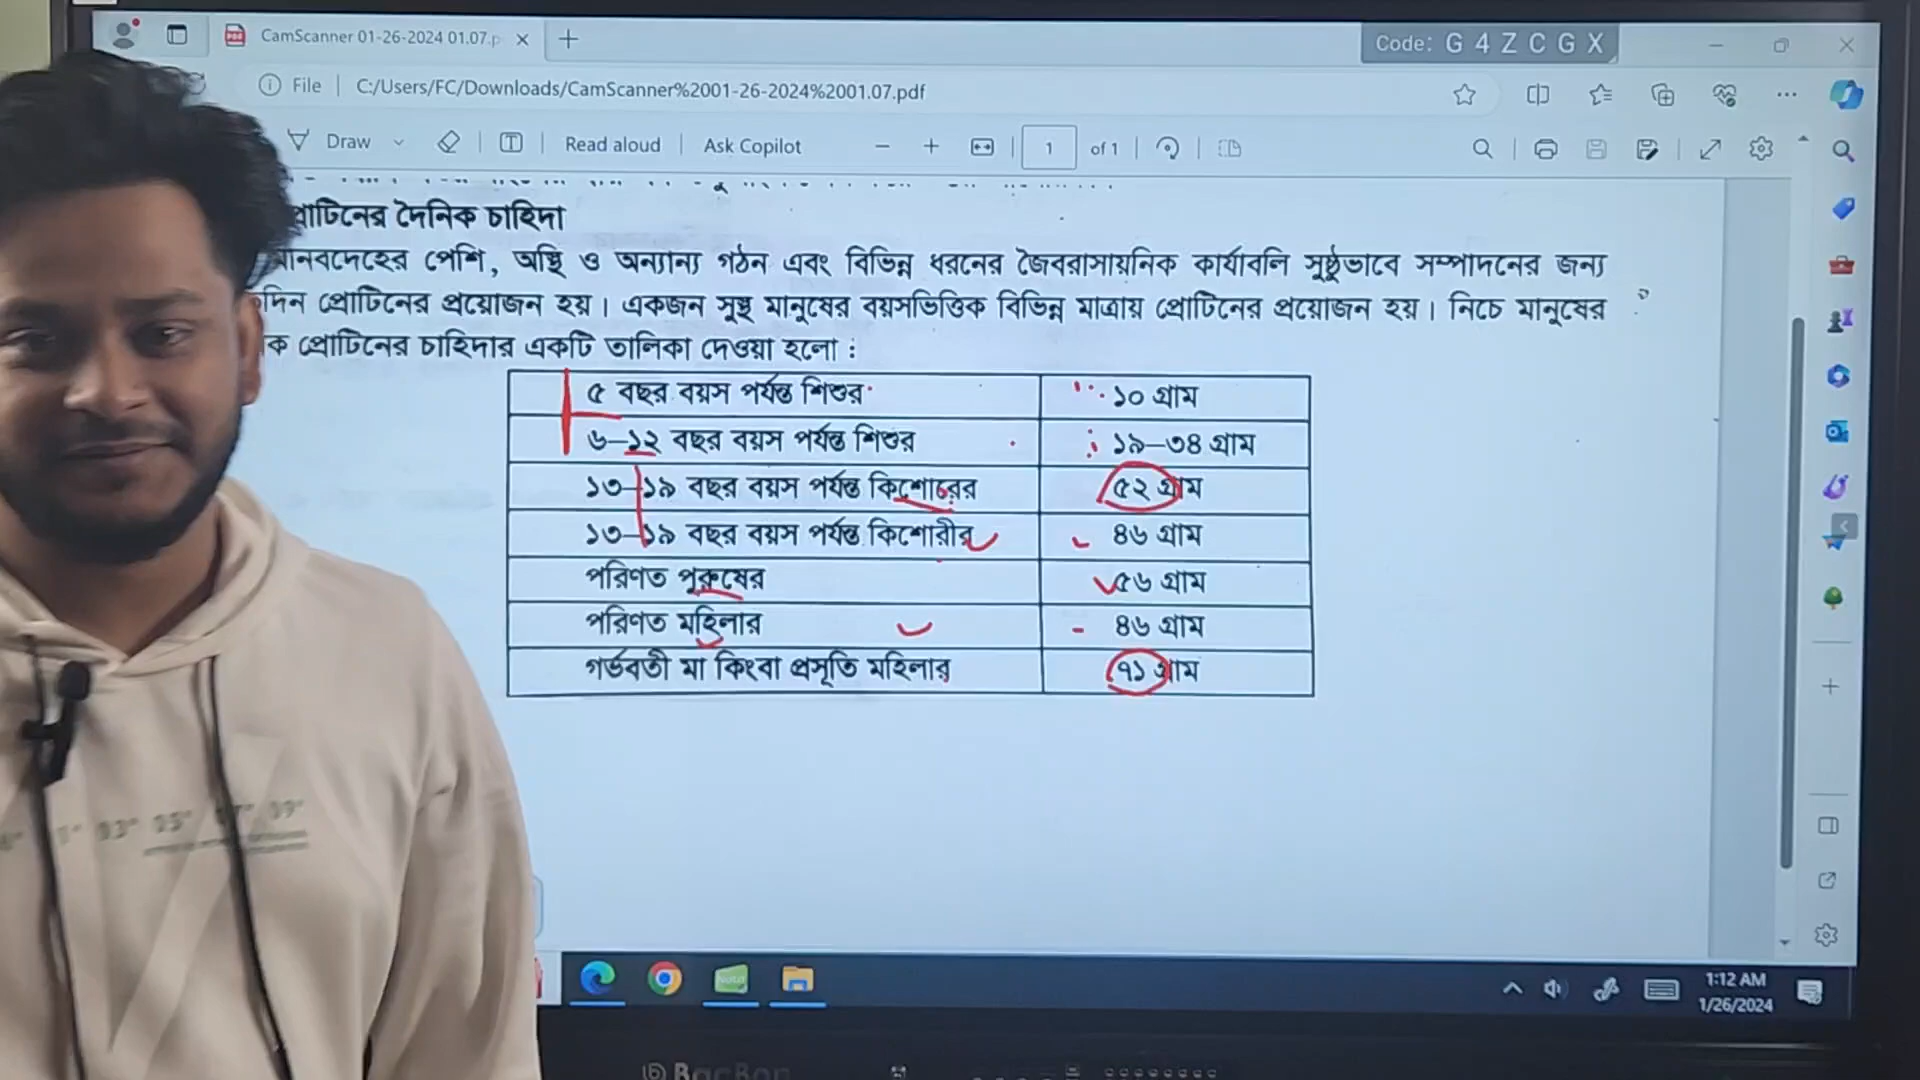 CamScanner 01-26-2024 01.07.p
Code: G 4 Z C G X
File C:/Users/FC/Downloads/CamScanner%2001-26-2024%2001.07.pdf
Draw Read aloud Ask Copilot 1 of 1
প্রোটিনের দৈনিক চাহিদা
মানবদেহের পেশি, অস্থি ও অন্যান্য গঠন এবং বিভিন্ন ধরনের জৈবরাসায়নিক কার্যাবলি সুষ্ঠুভাবে সম্পাদনের জন্য
দিন প্রোটিনের প্রয়োজন হয়। একজন সুস্থ মানুষের বয়সভিত্তিক বিভিন্ন মাত্রায় প্রোটিনের প্রয়োজন হয়। নিচে মানুষের
ক প্রোটিনের চাহিদার একটি তালিকা দেওয়া হলো :
৫ বছর বয়স পর্যন্ত শিশুর ১০ গ্রাম
৬–১২ বছর বয়স পর্যন্ত শিশুর ১৯–৩৪ গ্রাম
১৩–১৯ বছর বয়স পর্যন্ত কিশোরের ৫২ গ্রাম
১৩–১৯ বছর বয়স পর্যন্ত কিশোরীর ৪৬ গ্রাম
পরিণত পুরুষের ৫৬ গ্রাম
পরিণত মহিলার ৪৬ গ্রাম
গর্ভবতী মা কিংবা প্রসূতি মহিলার ৭১ গ্রাম
03" 05" 07" 09"
Note
1:12 AM
1/26/2024